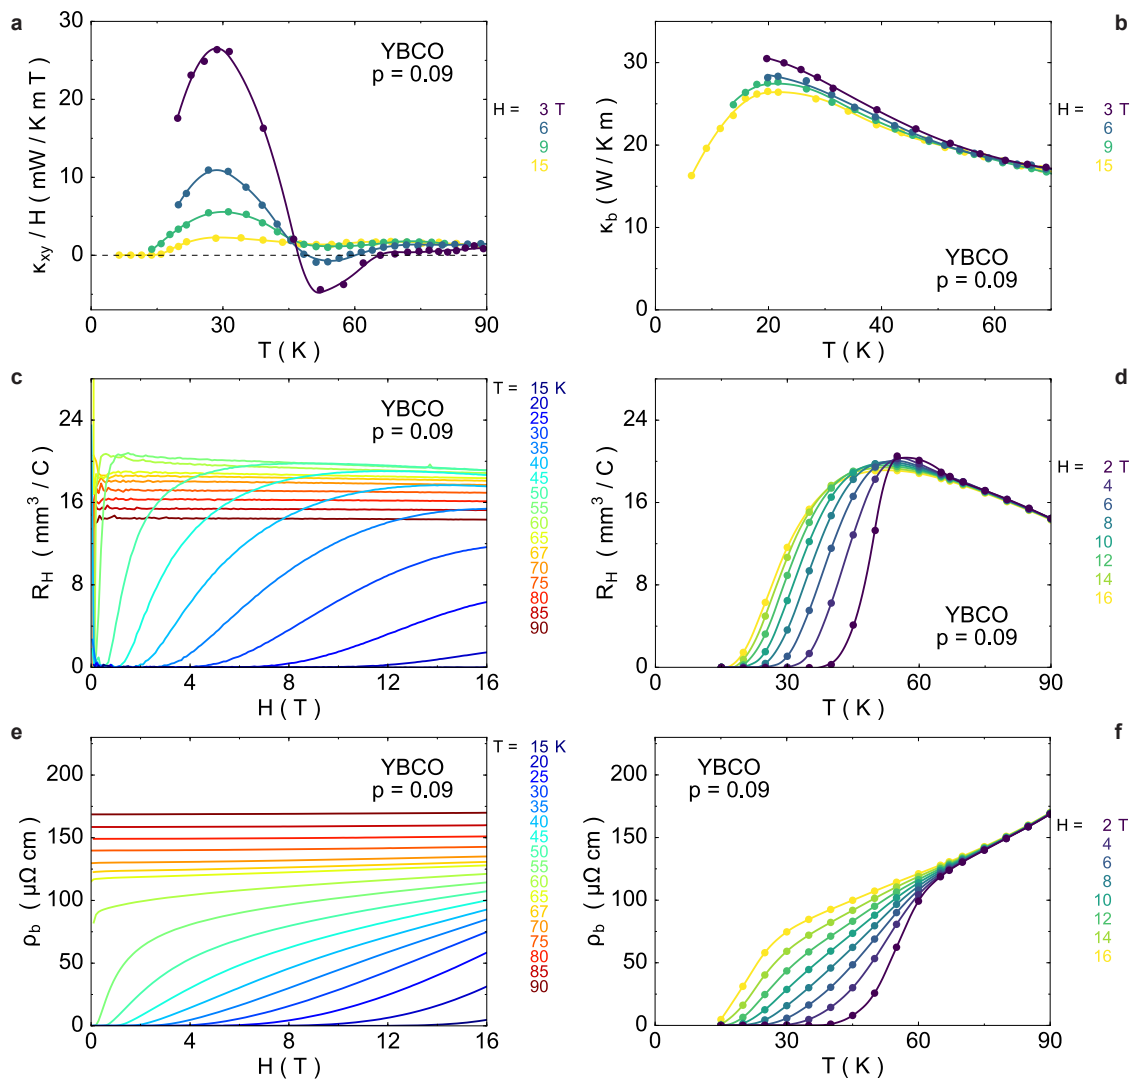 a
YBCO
p = 0.09
κxy / H ( mW / K m T )
30
20
10
0
0 30 60 90
T ( K )
H = 3 T
6
9
15
b
κb ( W / K m )
30
20
10
0
0 20 40 60
T ( K )
YBCO
p = 0.09
c
YBCO
p = 0.09
RH ( mm³ / C )
24
16
8
0
0 4 8 12 16
H ( T )
T = 15 K
20
25
30
35
40
45
50
55
60
65
67
70
75
80
85
90
d
RH ( mm³ / C )
24
16
8
0
0 30 60 90
T ( K )
YBCO
p = 0.09
H = 2 T
4
6
8
10
12
14
16
e
YBCO
p = 0.09
ρb ( μΩ cm )
200
150
100
50
0
0 4 8 12 16
H ( T )
T = 15 K
20
25
30
35
40
45
50
55
60
65
67
70
75
80
85
90
f
YBCO
p = 0.09
ρb ( μΩ cm )
200
150
100
50
0
0 30 60 90
T ( K )
H = 2 T
4
6
8
10
12
14
16